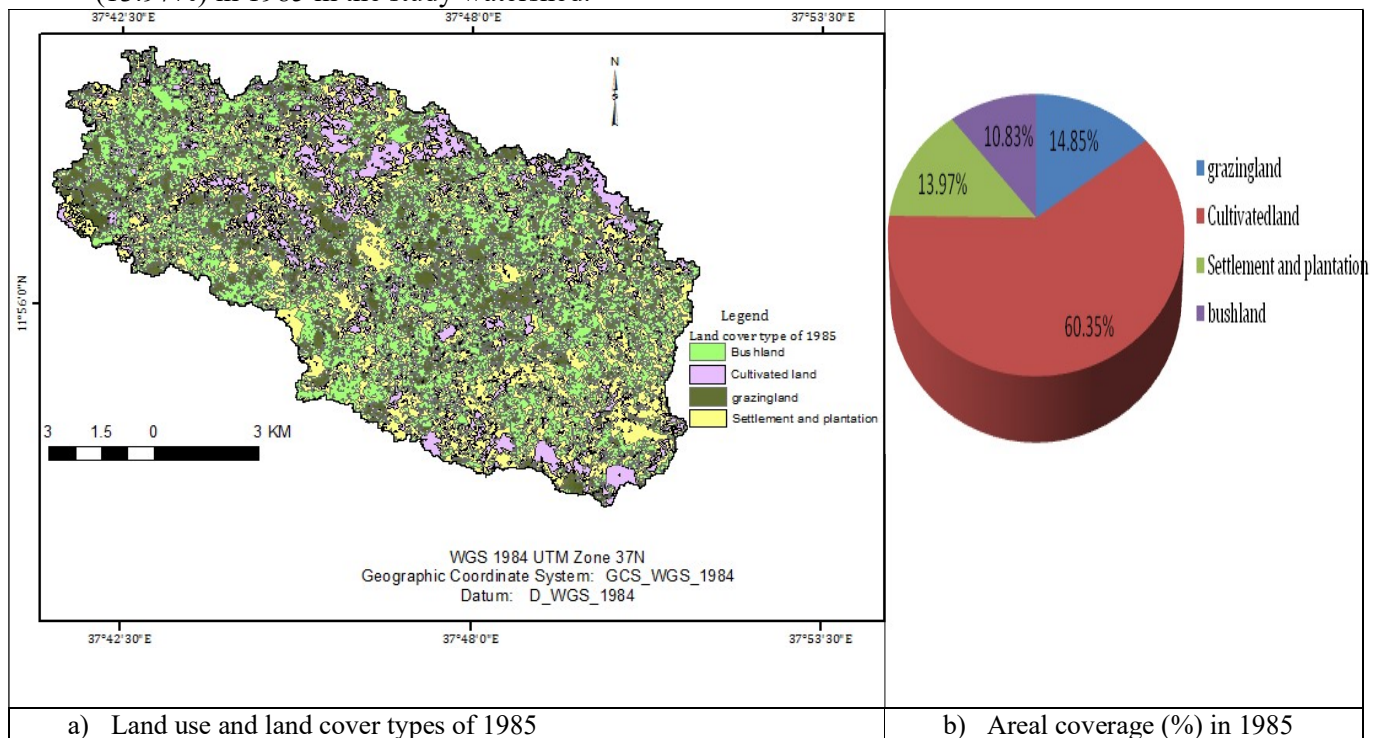 37°42'30"E 37°48'0"E 37°53'30"E
N
11°56'0"N
Legend
Land cover type of 1985
Bushland
Cultivated land
grazingland
Settlement and plantation
3 1.5 0 3 KM
WGS 1984 UTM Zone 37N
Geographic Coordinate System: GCS_WGS_1984
Datum: D_WGS_1984
37°42'30"E 37°48'0"E 37°53'30"E
10.83%
14.85%
13.97%
60.35%
grazingland
Cultivatedland
Settlement and plantation
bushland
a) Land use and land cover types of 1985
b) Areal coverage (%) in 1985